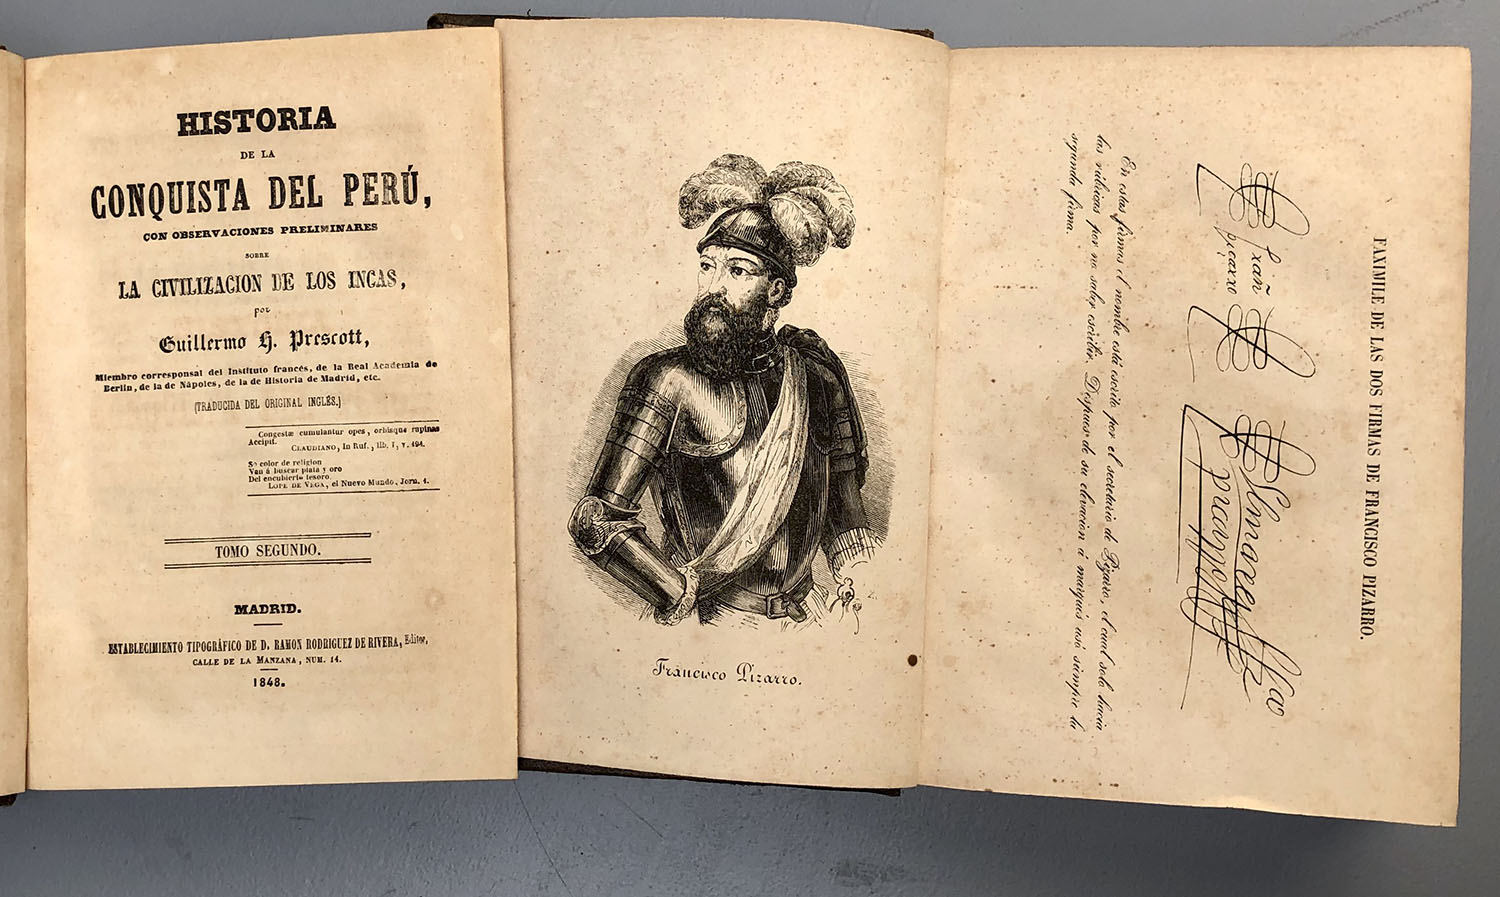 HISTORIA
DE LA
CONQUISTA DEL PERÚ,
CON OBSERVACIONES PRELIMINARES
SOBRE
LA CIVILIZACION DE LOS INCAS,
por
Guillermo H. Prescott,
Miembro corresponsal del Instituto francés, de la Real Academia de
Berlin, de la de Nápoles, de la de Historia de Madrid, etc.
(TRADUCIDA DEL ORIGINAL INGLÉS.)
Congestæ cumulantur opes, orbisque rapinas
Accipit.
CLAUDIANO, In Ruf., lib. I, v. 194.
So color de religion
Van á buscar plata y oro
Del encubierto tesoro.
LOPE DE VEGA, el Nuevo Mundo, Jorn. 1.
TOMO SEGUNDO.
MADRID.
ESTABLECIMIENTO TIPOGRÁFICO DE D. RAMON RODRIGUEZ DE RIVERA, Editor,
CALLE DE LA MANZANA, NUM. 14.
1848.
Francisco Pizarro.
FAXIMILE DE LAS DOS FIRMAS DE FRANCISCO PIZARRO.
En estas firmas el nombre está escrito por el secretario de Pizarro, el cual solo hacia
las rúbricas por no saber escribir. Despues de su elevacion á marqués usó siempre la
segunda firma.